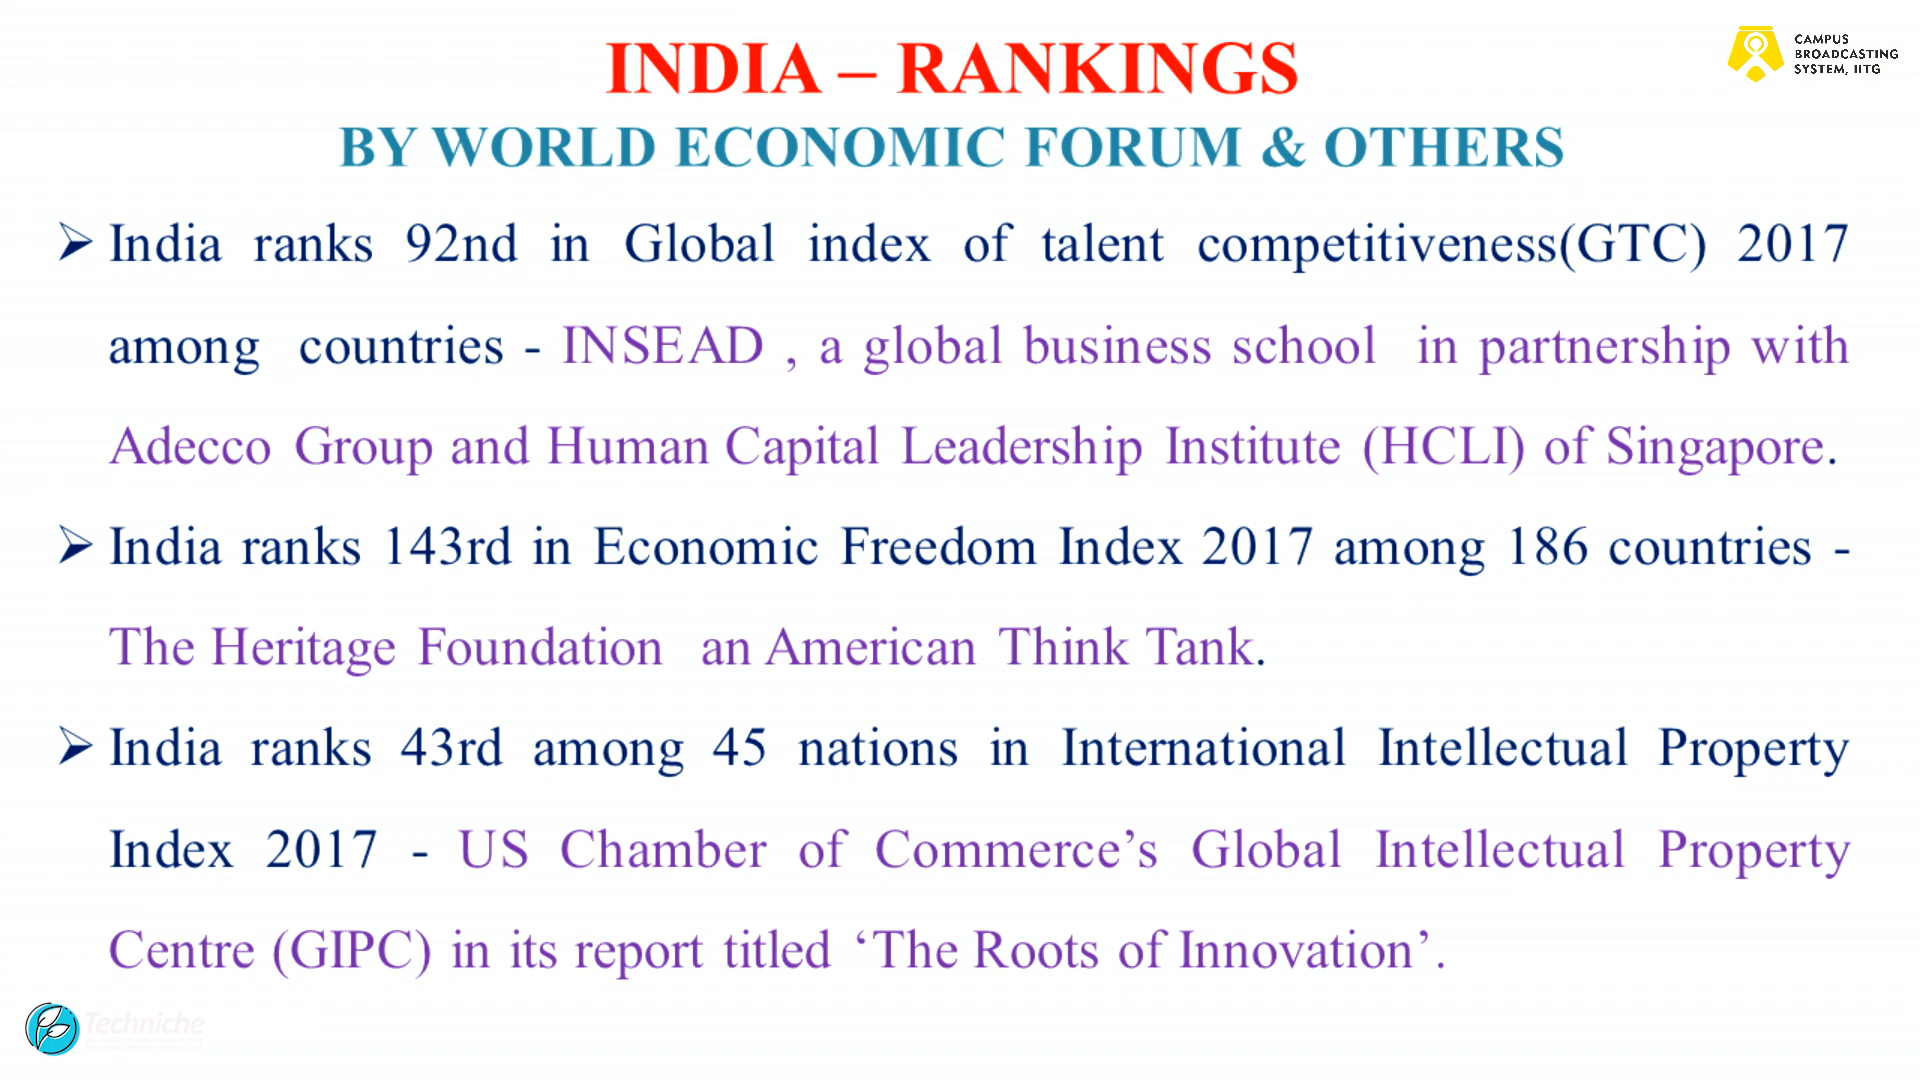 INDIA – RANKINGS
CAMPUS
BROADCASTING
SYSTEM, IITG
BY WORLD ECONOMIC FORUM & OTHERS
➢ India ranks 92nd in Global index of talent competitiveness(GTC) 2017
among countries - INSEAD , a global business school in partnership with
Adecco Group and Human Capital Leadership Institute (HCLI) of Singapore.
➢ India ranks 143rd in Economic Freedom Index 2017 among 186 countries -
The Heritage Foundation an American Think Tank.
➢ India ranks 43rd among 45 nations in International Intellectual Property
Index 2017 - US Chamber of Commerce’s Global Intellectual Property
Centre (GIPC) in its report titled ‘The Roots of Innovation’.
Techniche